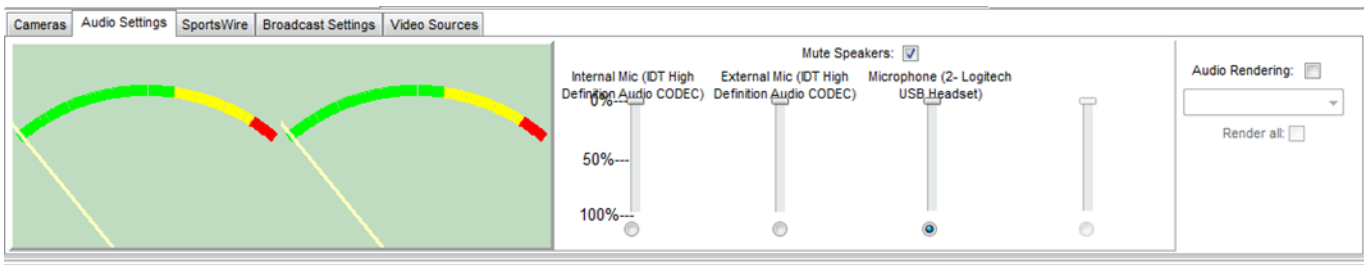 Cameras Audio Settings SportsWire Broadcast Settings Video Sources
Mute Speakers:
Internal Mic (IDT High
Definition Audio CODEC)
External Mic (IDT High
Definition Audio CODEC)
Microphone (2- Logitech
USB Headset)
0%---
50%---
100%---
Audio Rendering:
Render all: